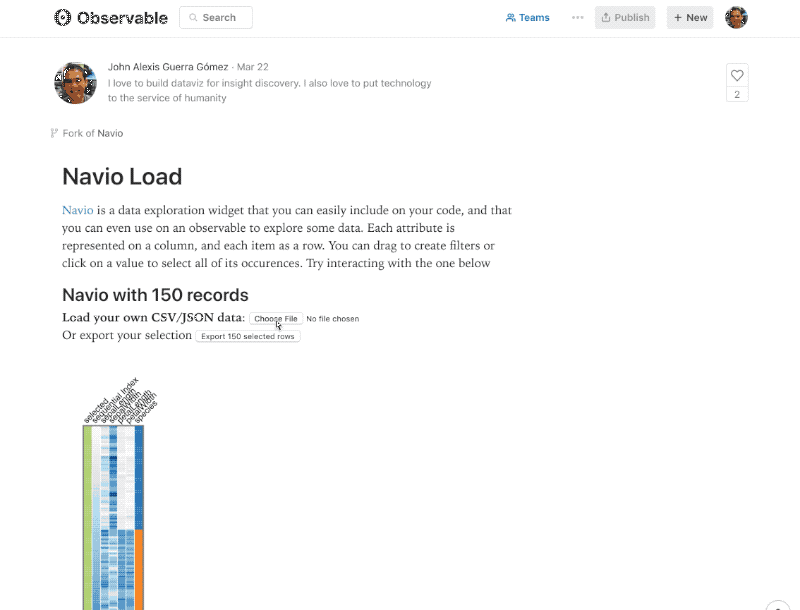 Observable
Search
Teams
Publish
+ New
John Alexis Guerra Gómez · Mar 22
I love to build dataviz for insight discovery. I also love to put technology
to the service of humanity
2
Fork of Navio
Navio Load
Navio is a data exploration widget that you can easily include on your code, and that
you can even use on an observable to explore some data. Each attribute is
represented on a column, and each item as a row. You can drag to create filters or
click on a value to select all of its occurences. Try interacting with the one below
Navio with 150 records
Load your own CSV/JSON data: Choose File No file chosen
Or export your selection Export 150 selected rows
selected
sequential Index
sepalLength
sepalWidth
petalLength
petalWidth
species